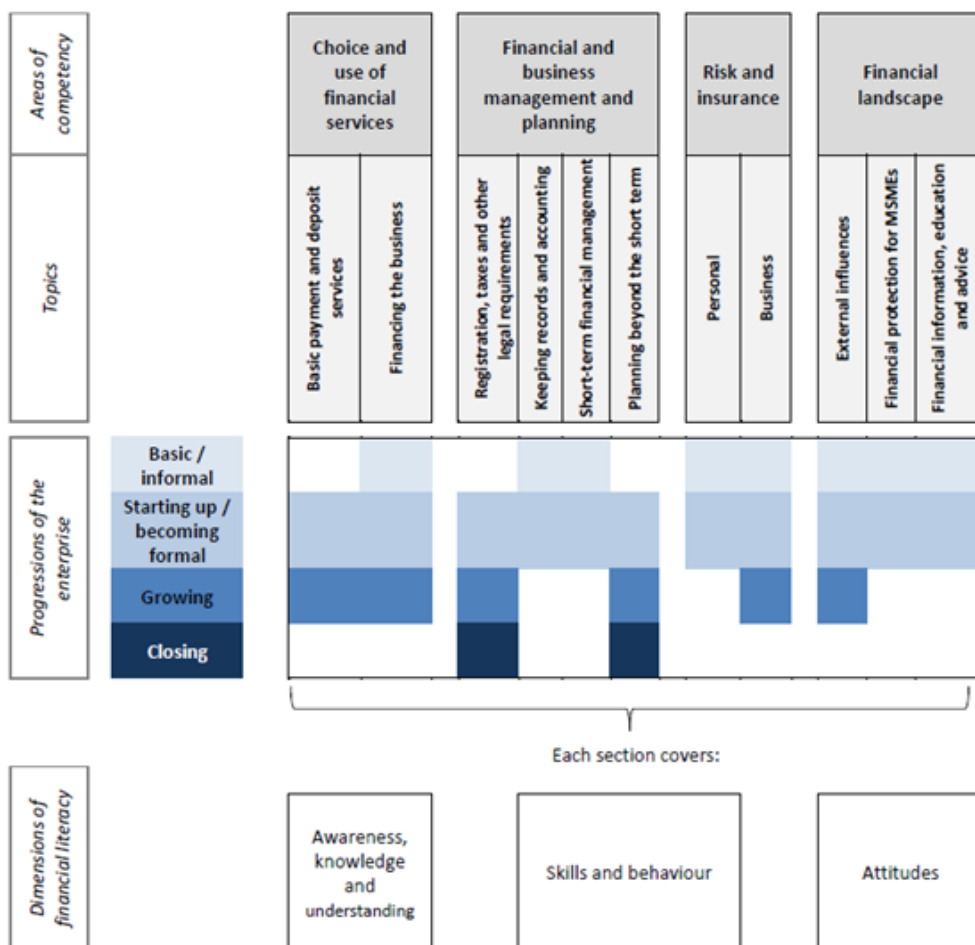 Areas of
competency
Choice and
use of
financial
services
Financial and
business
management and
planning
Risk and
insurance
Financial
landscape
Topics
Basic payment and deposit
services
Financing the business
Registration, taxes and other
legal requirements
Keeping records and accounting
Short-term financial management
Planning beyond the short term
Personal
Business
External influences
Financial protection for MSMEs
Financial information, education
and advice
Progressions of the
enterprise
Basic /
informal
Starting up /
becoming
formal
Growing
Closing
Each section covers:
Dimensions of
financial literacy
Awareness,
knowledge
and
understanding
Skills and behaviour
Attitudes